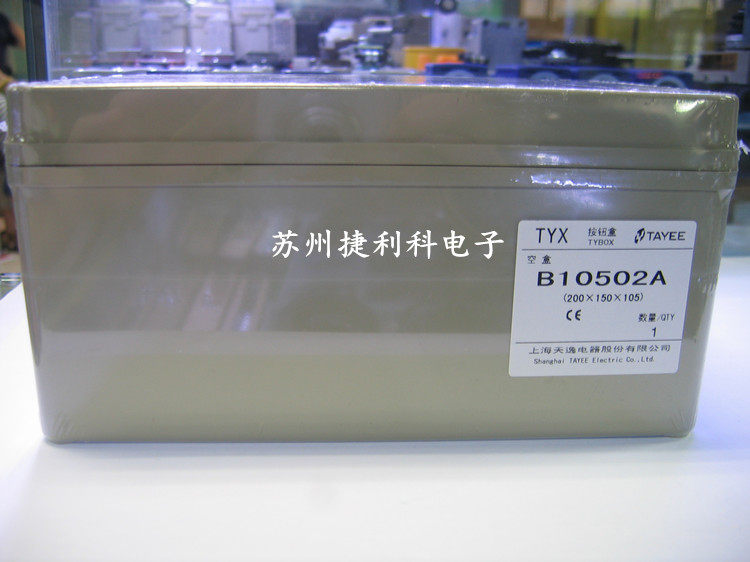 苏州捷利科电子
TYX 按钮盒 TAYEE
TYBOX
空盒
B10502A
(200×150×105)
CE 数量/QTY
1
上海天逸电器股份有限公司
Shanghai TAYEE Electric Co.,Ltd.